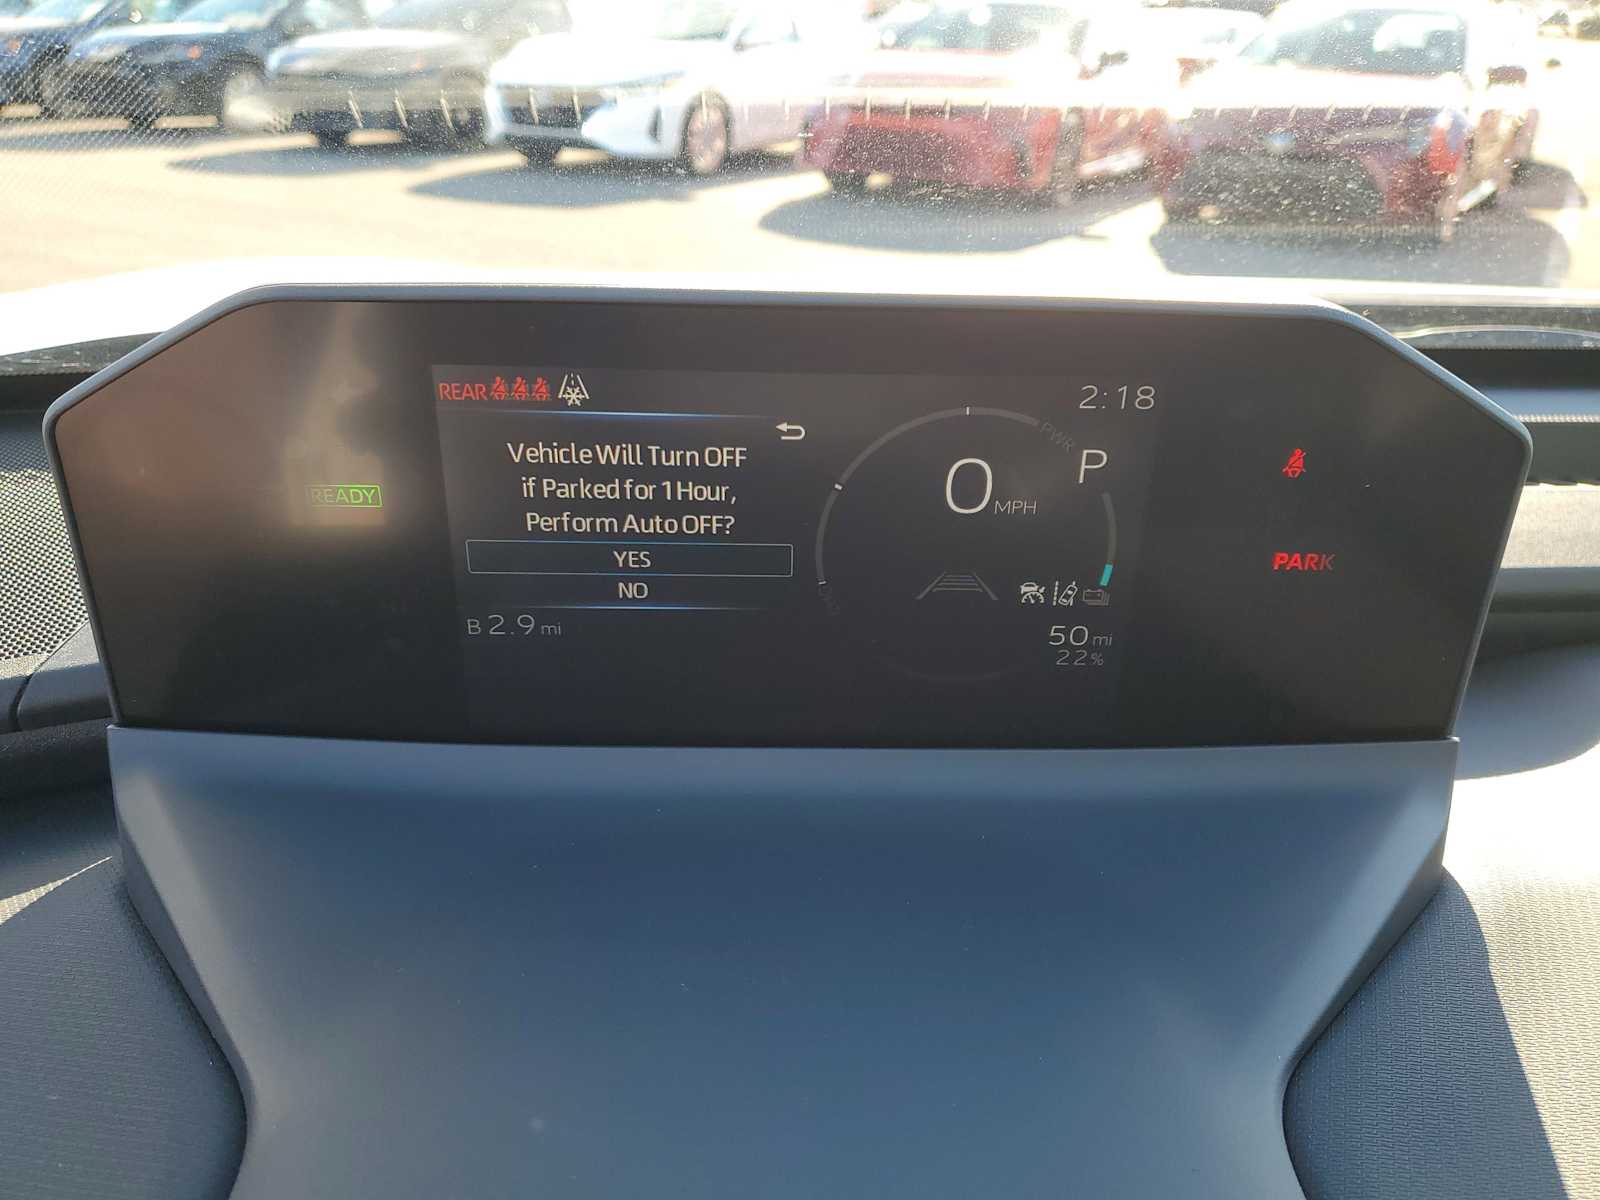 REAR
2:18
Vehicle Will Turn OFF
if Parked for 1 Hour,
Perform Auto OFF?
YES
NO
B 2.9 mi
READY
PWR
P
0 MPH
50 mi
22%
PARK